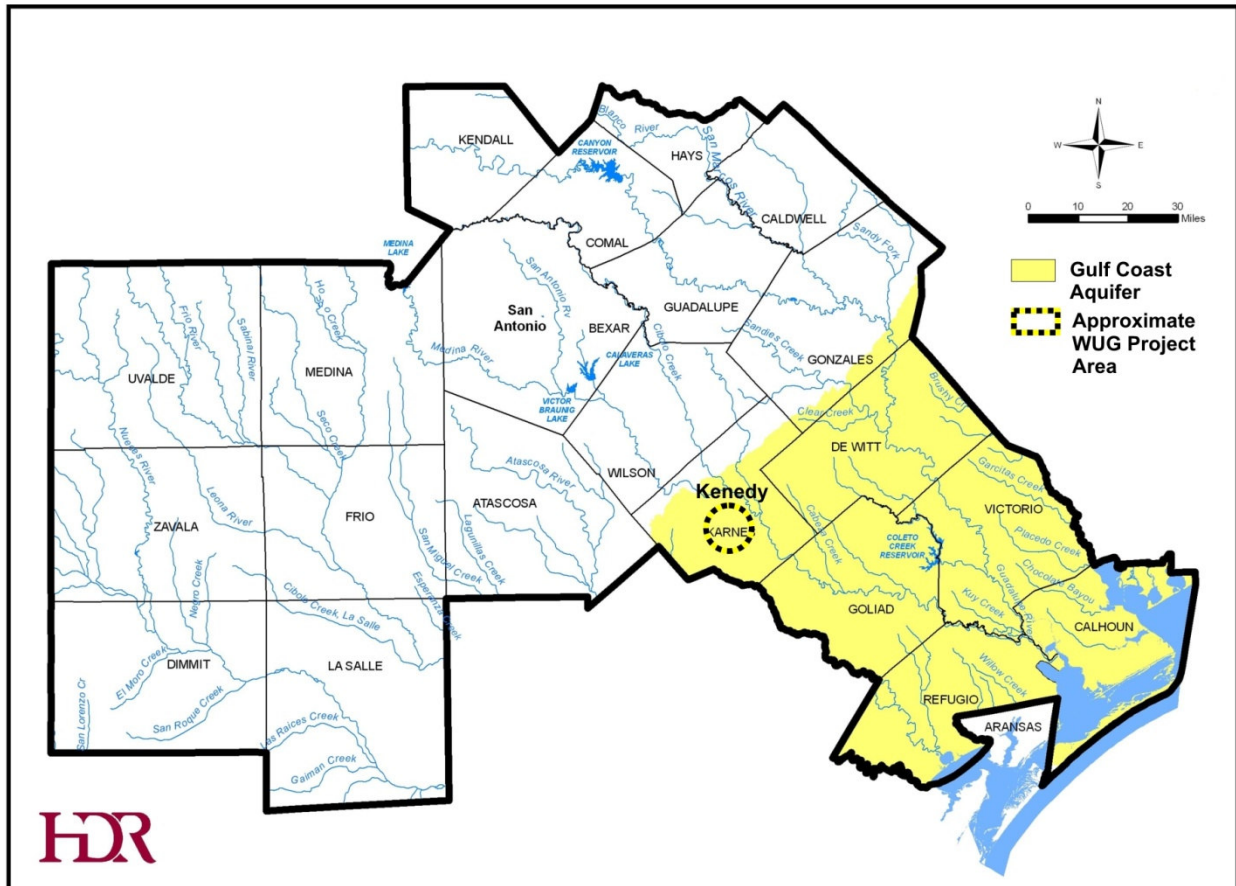 KENDALL
Blanco
River
HAYS
San Marcos River
CANYON
RESERVOIR
N
W
E
S
0 10 20 30
Miles
CALDWELL
Sandy Fork
MEDINA
LAKE
COMAL
San Antonio Rv
GUADALUPE
Gulf Coast
Aquifer
San
Antonio
BEXAR
Approximate
WUG Project
Area
Frio River
Sabinal River
Creek
Medina River
CALAVERAS
LAKE
Cibolo Creek
Sandies Creek
GONZALES
UVALDE
MEDINA
VICTOR
BRAUNIG
LAKE
Brushy Cr
Clear Creek
Nueces River
Seco Creek
DE WITT
WILSON
Garcitas Creek
Leona River
Atascosa River
Kenedy
ATASCOSA
VICTORIO
ZAVALA
FRIO
KARNE
Cabeza Creek
COLETO
CREEK
RESERVOIR
Placedo Creek
Lagunillas Creek
San Miguel Creek
Chocolate Bayou
Negro Creek
Esperanza Creek
Guadalupe River
Cibolo Creek, La Salle
Kuy Creek
GOLIAD
CALHOUN
DIMMIT
LA SALLE
El Moro Creek
Willow Creek
REFUGIO
San Lorenzo Cr
San Roque Creek
ARANSAS
Las Raices Creek
Gaiman Creek
HDR